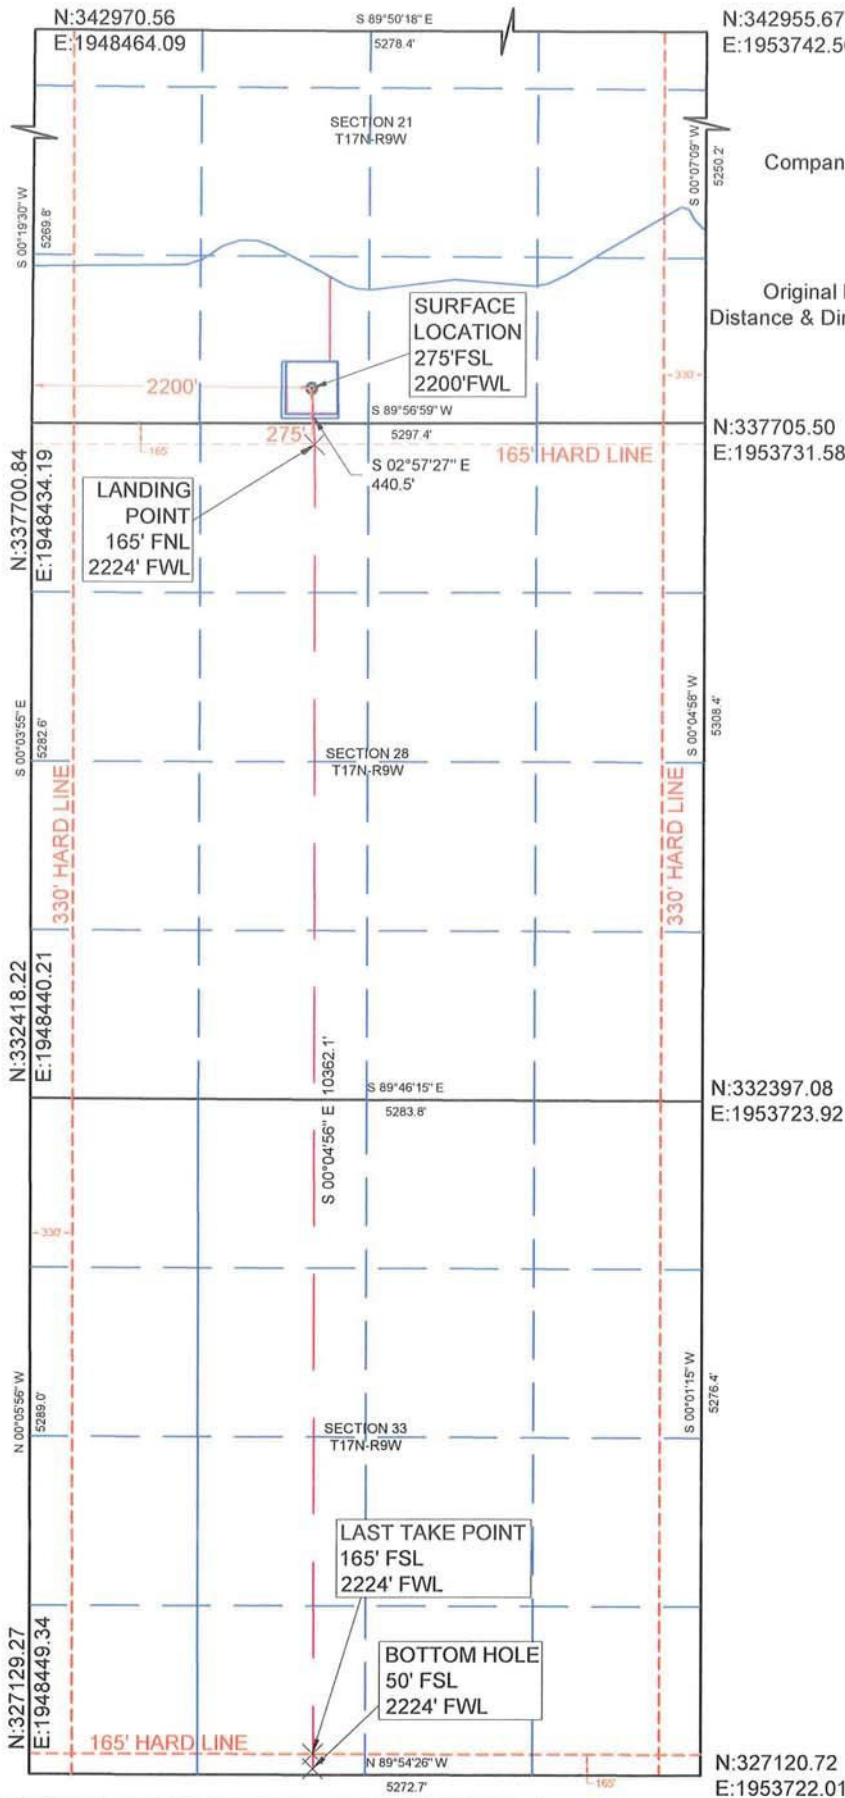 N:342970.56
E:1948464.09
S 89°50'18" E
5278.4'
N:342955.67
E:1953742.50
SECTION 21
T17N-R9W
S 00°19'30" W
5269.8'
S 00°07'09" W
5250.2'
Compan
Original
Distance & Di
SURFACE
LOCATION
275'FSL
2200'FWL
2200'
330'
S 89°56'59" W
5297.4'
275'
165'
165' HARD LINE
N:337705.50
E:1953731.58
S 02°57'27" E
440.5'
LANDING
POINT
165' FNL
2224' FWL
N:337700.84
E:1948434.19
S 00°03'55" E
5282.6'
S 00°04'58" W
5308.4'
SECTION 28
T17N-R9W
330' HARD LINE
330' HARD LINE
N:332418.22
E:1948440.21
S 00°04'56" E 10362.1'
S 89°46'15" E
5283.8'
N:332397.08
E:1953723.92
330'
N 00°05'56" W
5289.0'
S 00°01'15" W
5276.4'
SECTION 33
T17N-R9W
LAST TAKE POINT
165' FSL
2224' FWL
BOTTOM HOLE
50' FSL
2224' FWL
N:327129.27
E:1948449.34
165' HARD LINE
N 89°54'26" W
5272.7'
165'
N:327120.72
E:1953722.01